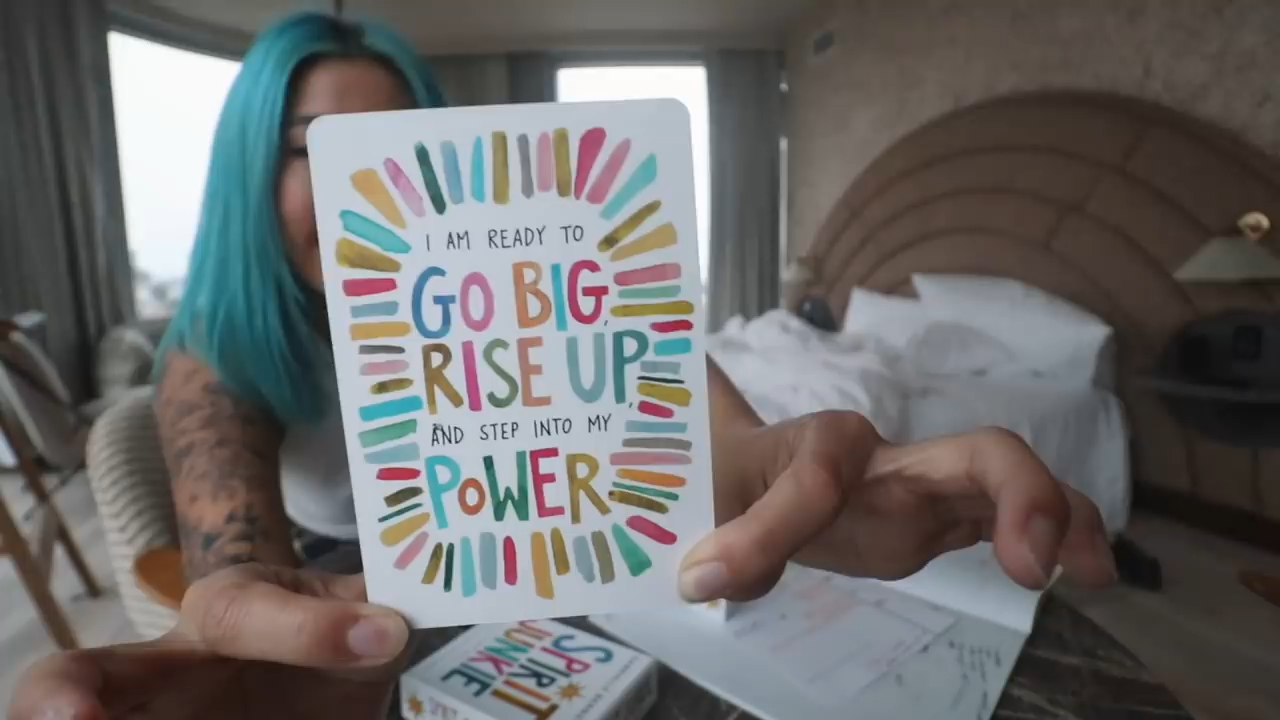 I AM READY TO
GO BIG,
RISE UP,
AND STEP INTO MY
POWER
SPIRIT
JUNKIE